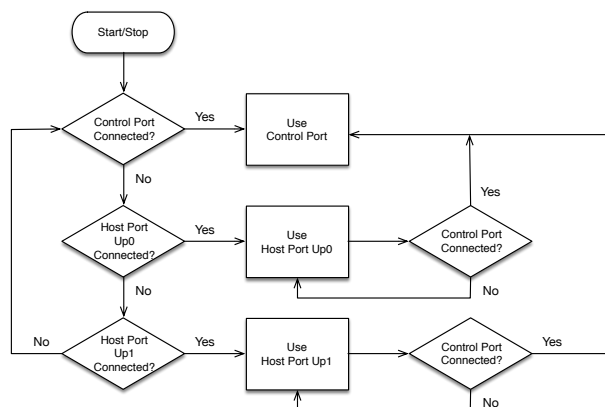 Start/Stop
Control Port
Connected?
Yes
Use
Control Port
No
Yes
Host Port
Up0
Connected?
Yes
Use
Host Port Up0
Control Port
Connected?
No
No
No
Host Port
Up1
Connected?
Yes
Use
Host Port Up1
Control Port
Connected?
Yes
No